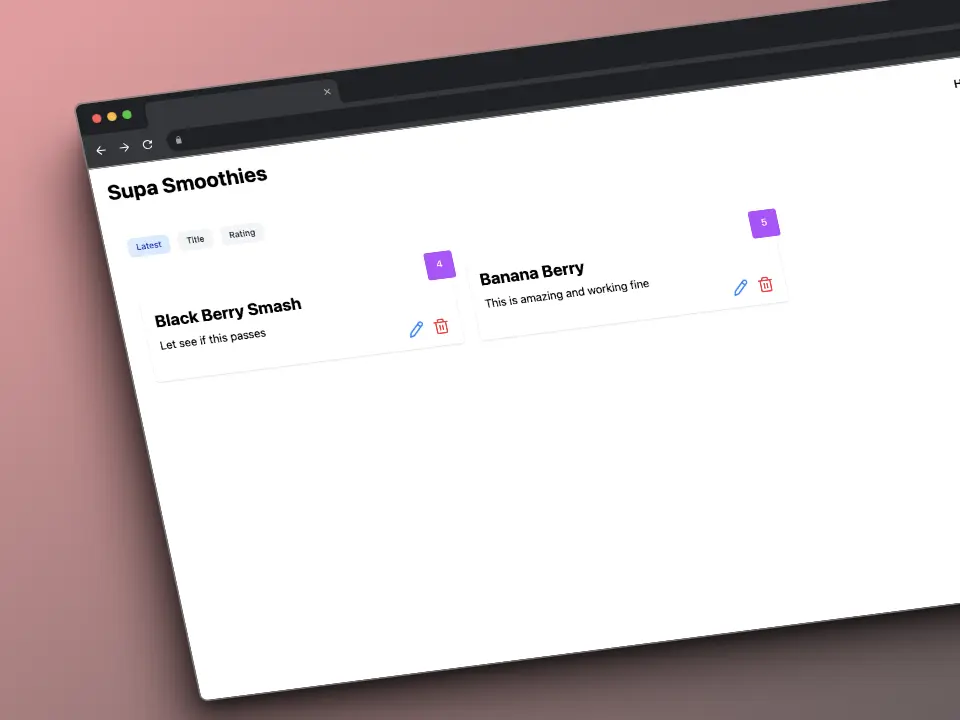 H
Supa Smoothies
Latest Title Rating
4
Black Berry Smash
Let see if this passes
5
Banana Berry
This is amazing and working fine